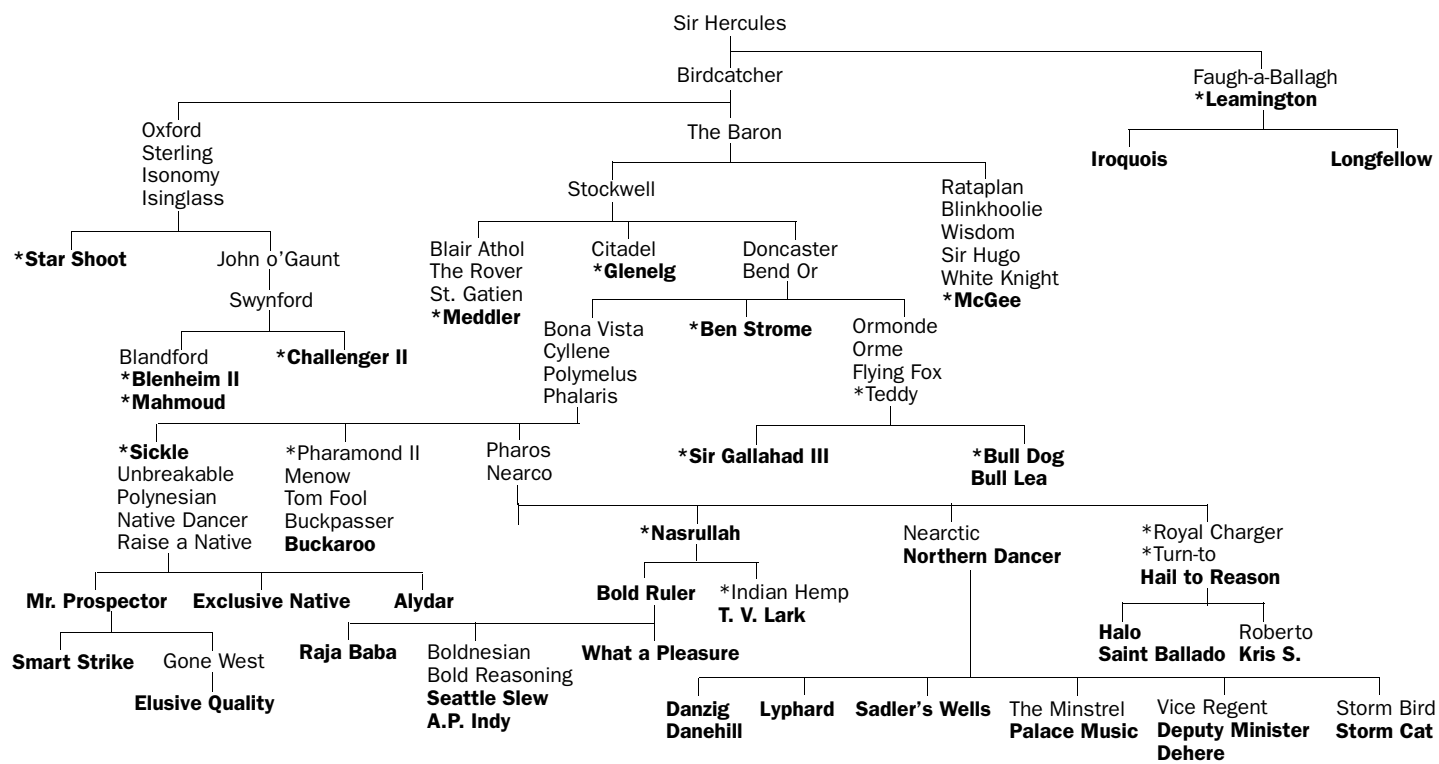 Sir Hercules
Birdcatcher
Faugh-a-Ballagh
*Leamington
Iroquois
Longfellow
Oxford
Sterling
Isonomy
Isinglass
The Baron
*Star Shoot
John o'Gaunt
Swynford
Blandford
*Blenheim II
*Mahmoud
*Challenger II
Stockwell
Rataplan
Blinkhoolie
Wisdom
Sir Hugo
White Knight
*McGee
Blair Athol
The Rover
St. Gatien
*Meddler
Citadel
*Glenelg
Doncaster
Bend Or
Bona Vista
Cyllene
Polymelus
Phalaris
*Ben Strome
Ormonde
Orme
Flying Fox
*Teddy
*Sir Gallahad III
*Bull Dog
Bull Lea
*Sickle
Unbreakable
Polynesian
Native Dancer
Raise a Native
*Pharamond II
Menow
Tom Fool
Buckpasser
Buckaroo
Pharos
Nearco
*Nasrullah
Nearctic
Northern Dancer
*Royal Charger
*Turn-to
Hail to Reason
Mr. Prospector
Exclusive Native
Alydar
Smart Strike
Gone West
Elusive Quality
Bold Ruler
*Indian Hemp
T. V. Lark
Raja Baba
Boldnesian
Bold Reasoning
Seattle Slew
A.P. Indy
What a Pleasure
Halo
Saint Ballado
Roberto
Kris S.
Danzig
Danehill
Lyphard
Sadler's Wells
The Minstrel
Palace Music
Vice Regent
Deputy Minister
Dehere
Storm Bird
Storm Cat